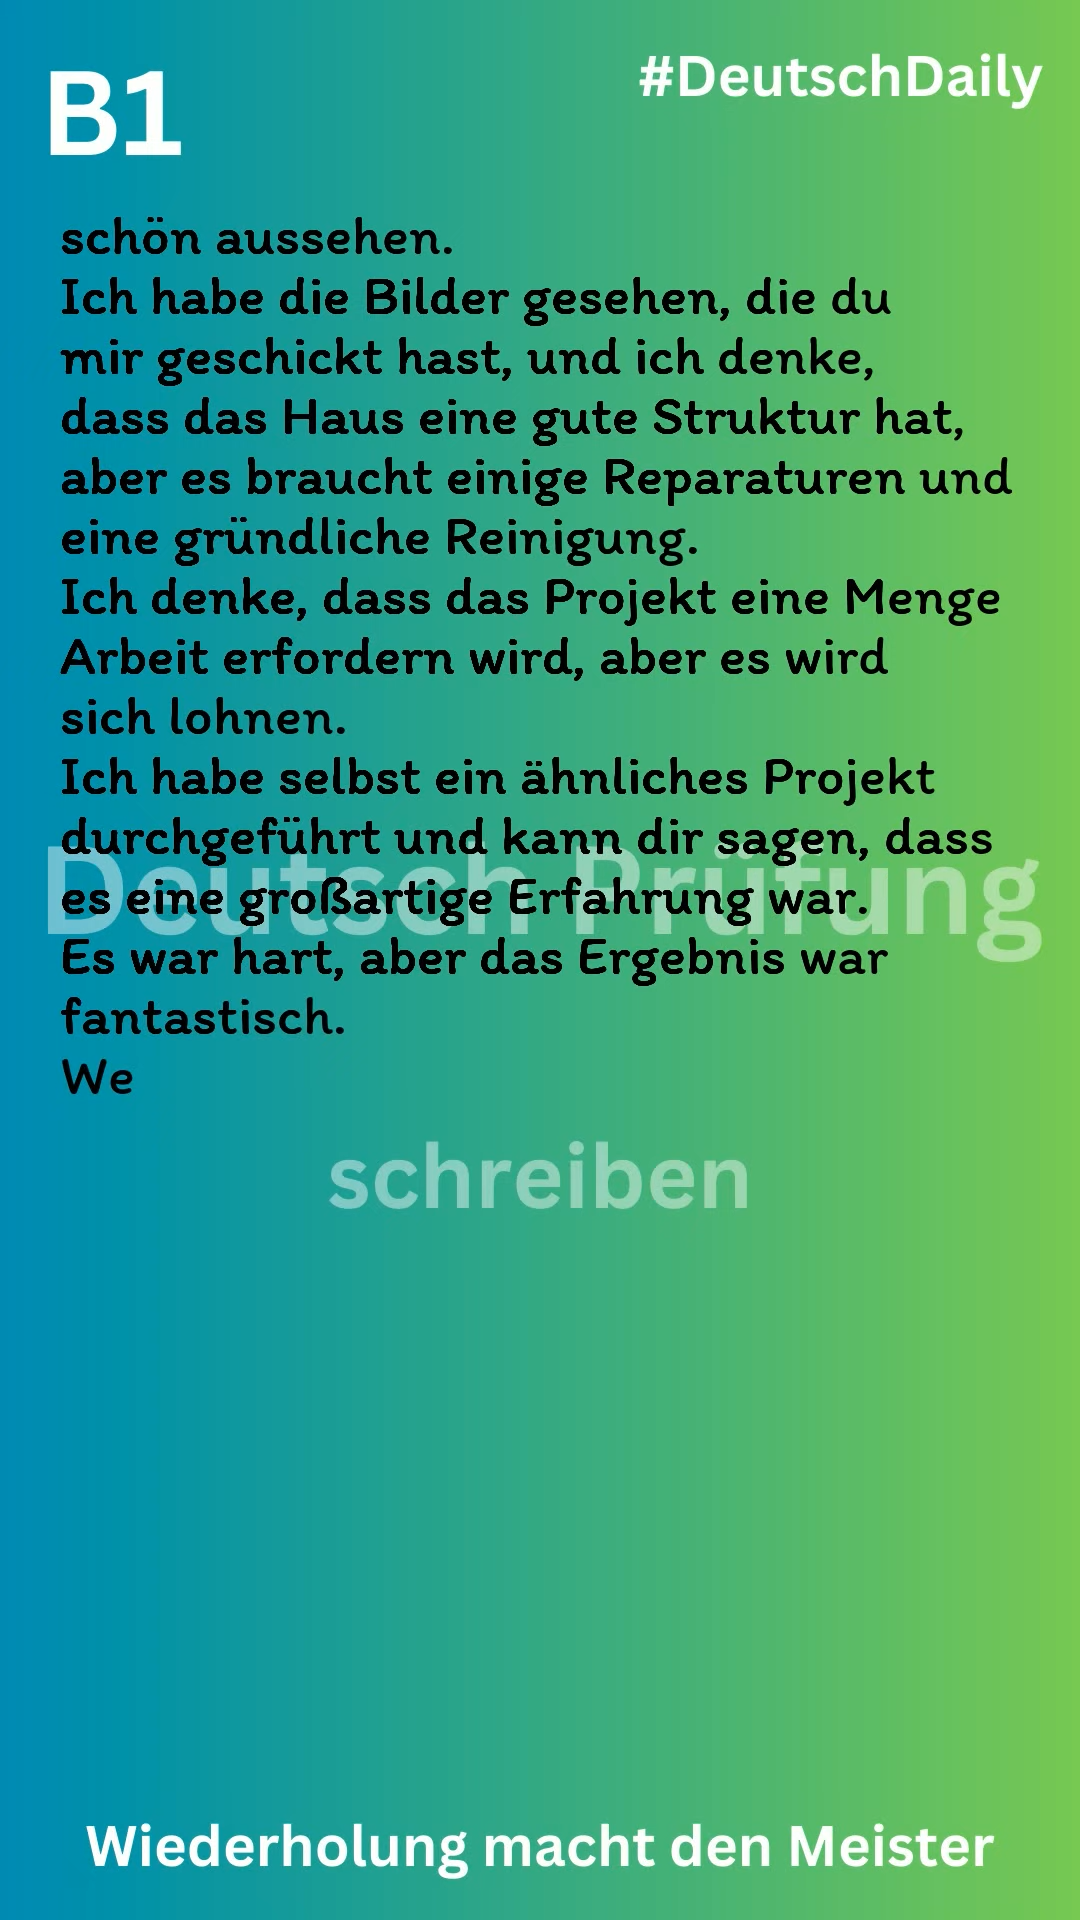 B1
#DeutschDaily
schön aussehen.
Ich habe die Bilder gesehen, die du
mir geschickt hast, und ich denke,
dass das Haus eine gute Struktur hat,
aber es braucht einige Reparaturen und
eine gründliche Reinigung.
Ich denke, dass das Projekt eine Menge
Arbeit erfordern wird, aber es wird
sich lohnen.
Ich habe selbst ein ähnliches Projekt
durchgeführt und kann dir sagen, dass
es eine großartige Erfahrung war.
Es war hart, aber das Ergebnis war
fantastisch.
We
Deutsch Prüfung
schreiben
Wiederholung macht den Meister